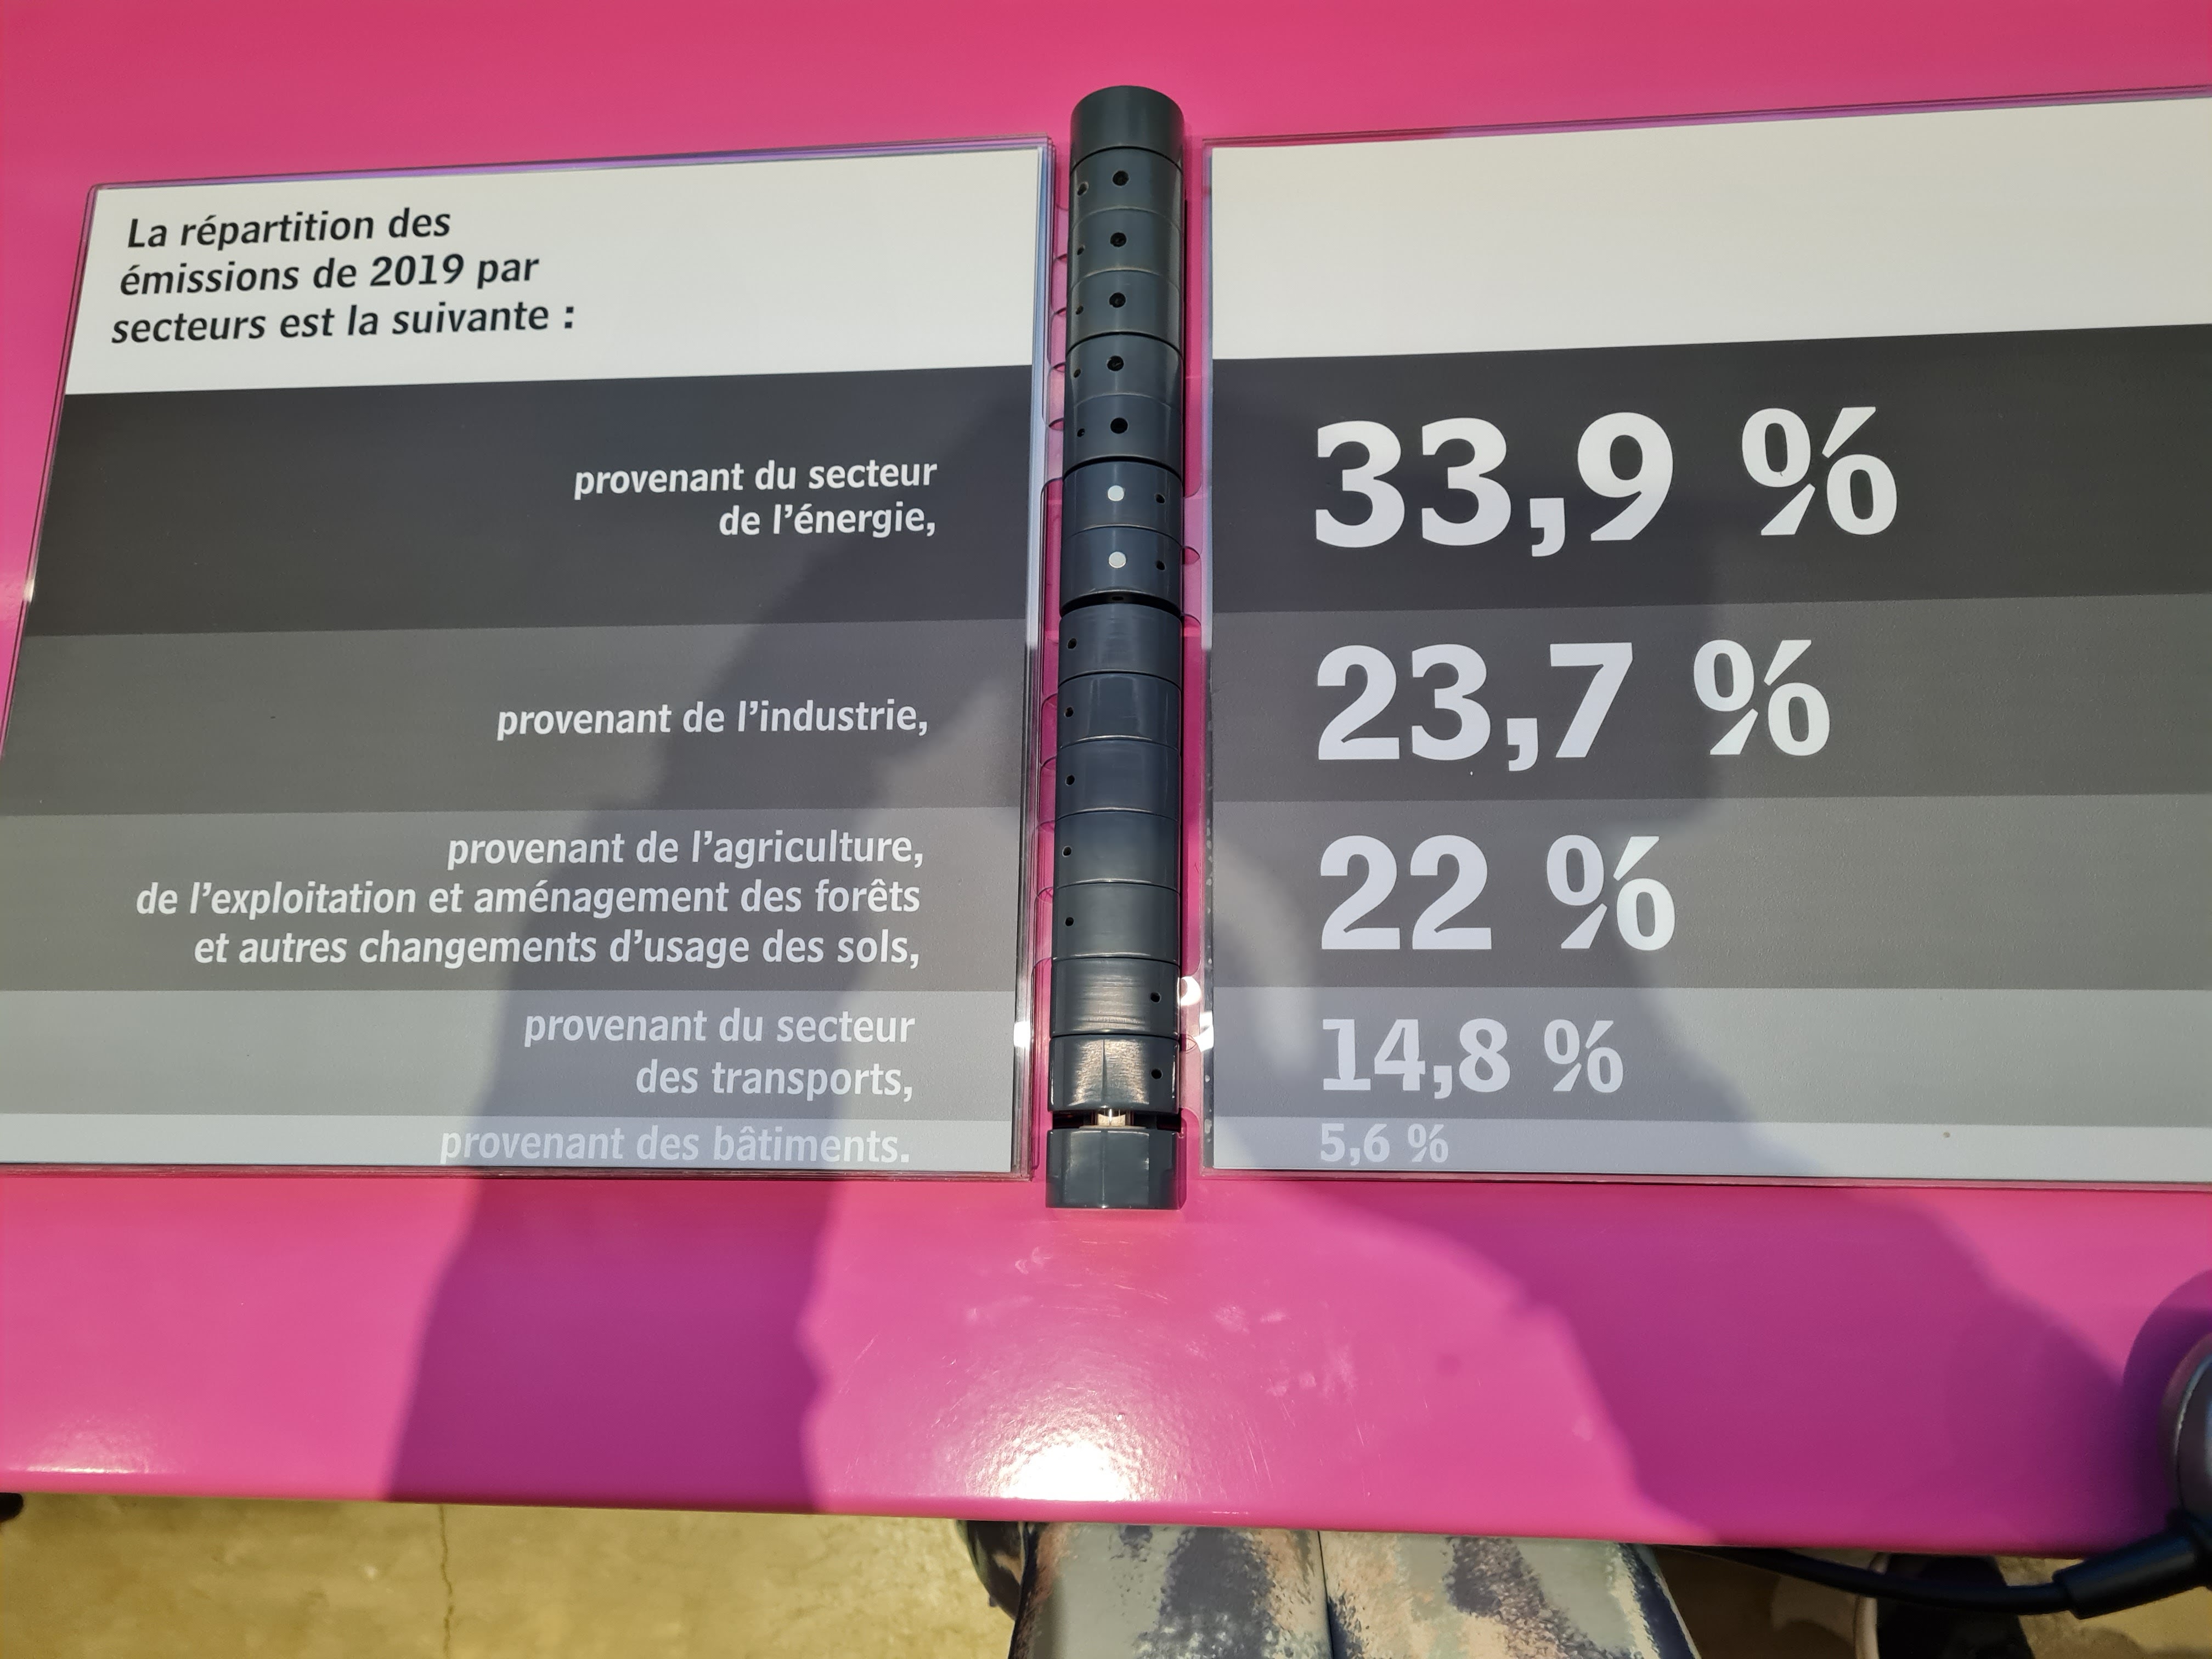 La répartition des
émissions de 2019 par
secteurs est la suivante :
provenant du secteur
de l’énergie,
33,9 %
provenant de l’industrie,
23,7 %
provenant de l’agriculture,
de l’exploitation et aménagement des forêts
et autres changements d’usage des sols,
22 %
provenant du secteur
des transports,
14,8 %
provenant des bâtiments.
5,6 %